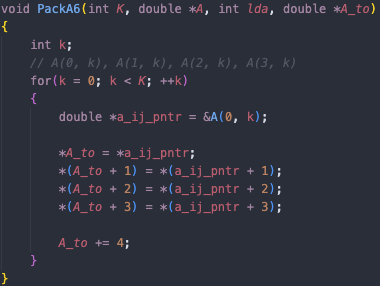 void PackA6(int K, double *A, int lda, double *A_to)
{
    int k;
    // A(0, k), A(1, k), A(2, k), A(3, k)
    for(k = 0; k < K; ++k)
    {
        double *a_ij_pntr = &A(0, k);

        *A_to = *a_ij_pntr;
        *(A_to + 1) = *(a_ij_pntr + 1);
        *(A_to + 2) = *(a_ij_pntr + 2);
        *(A_to + 3) = *(a_ij_pntr + 3);

        A_to += 4;
    }
}